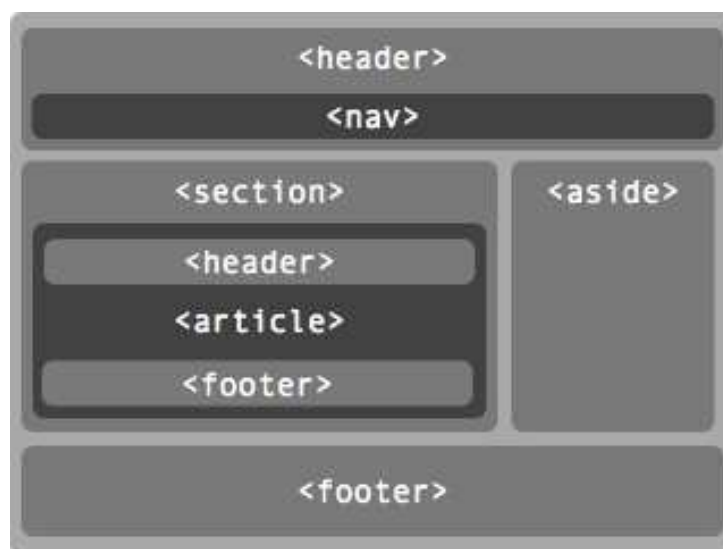 <header>
<nav>
<section>
<aside>
<header>
<article>
<footer>
<footer>